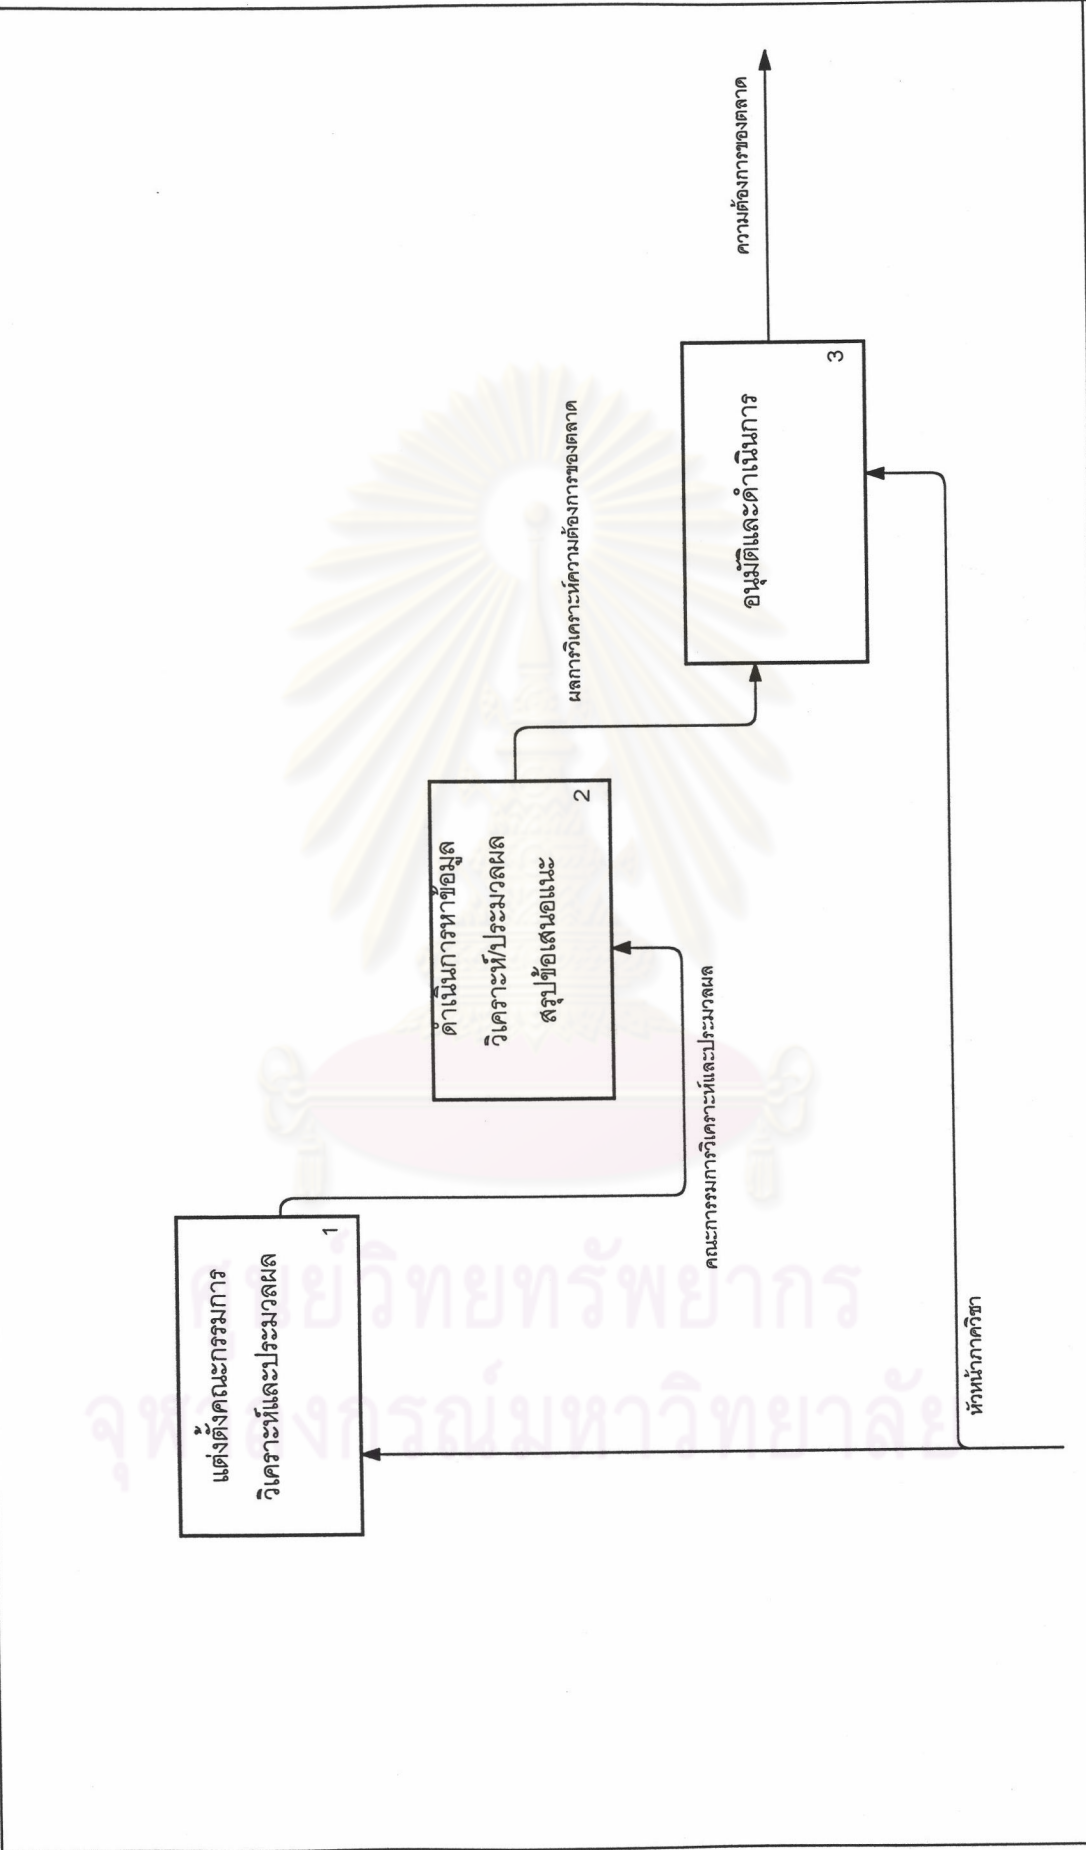 แต่งตั้งคณะกรรมการ
วิเคราะห์และประมวลผล
1
ดำเนินการหาข้อมูล
วิเคราะห์/ประมวลผล
สรุปข้อเสนอแนะ
2
ผลการวิเคราะห์ความต้องการของตลาด
คณะการรมการวิเคราะห์และประมวลผล
อนุมัติและดำเนินการ
3
ความต้องการของตลาด
หัวหน้าภาควิชา
ศูนย์วิทยทรัพยากร
จุฬาลงกรณ์มหาวิทยาลัย